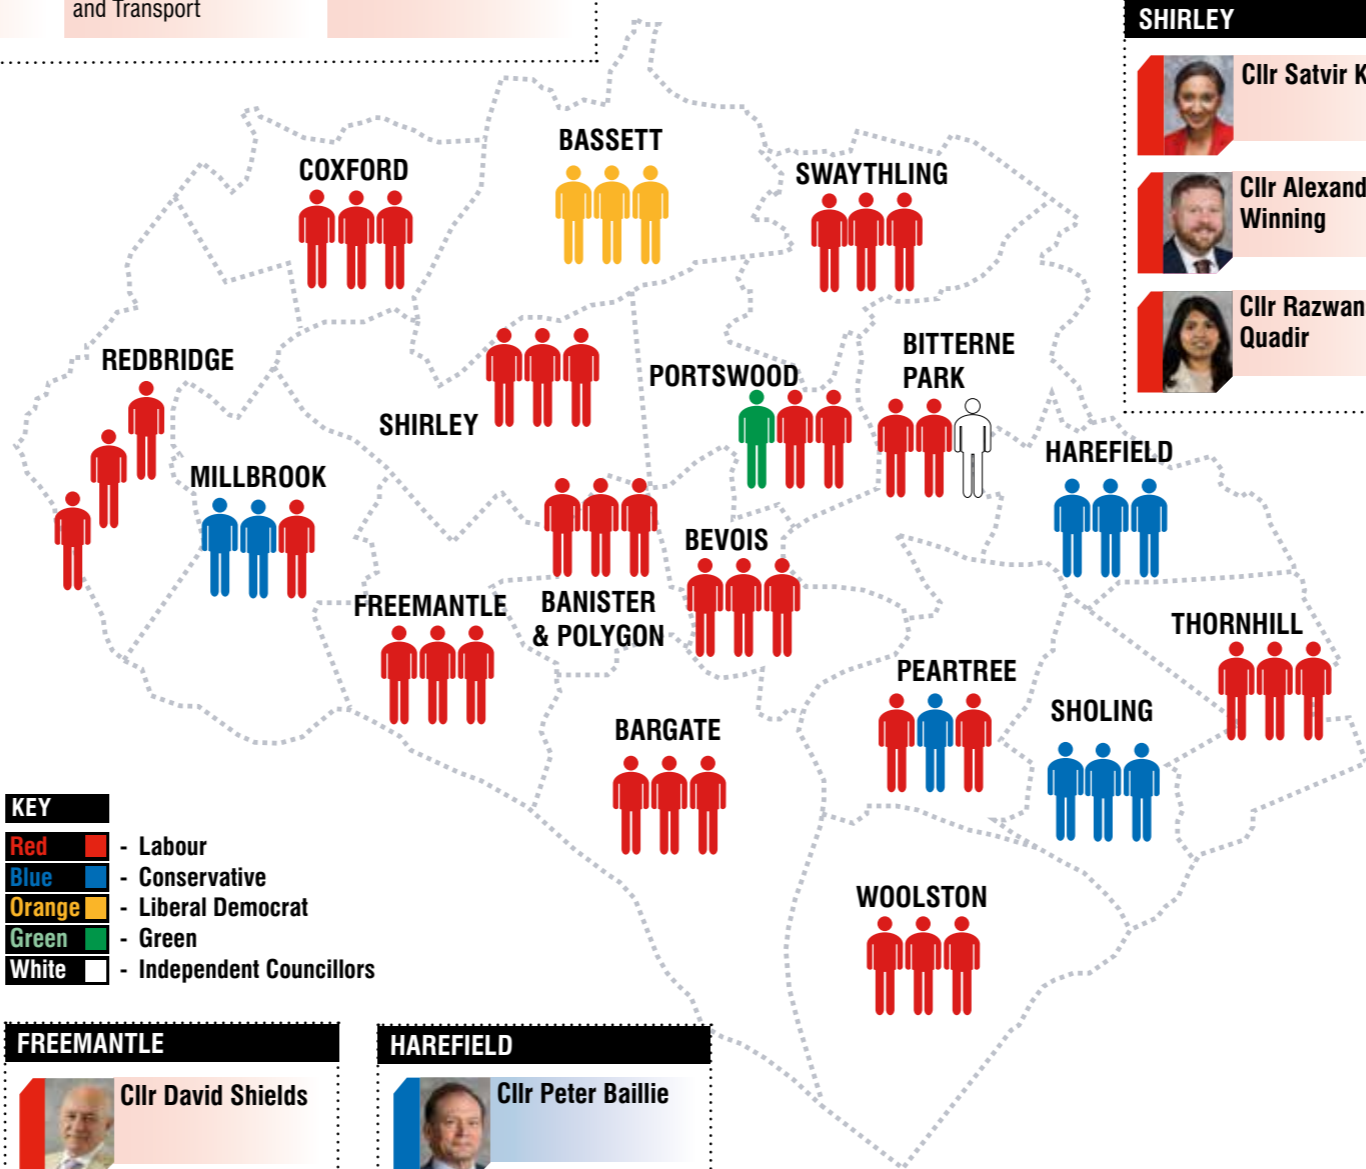 and Transport
SHIRLEY
Cllr Satvir K
Cllr Alexand
Winning
Cllr Razwan
Quadir
BASSETT
COXFORD
SWAYTHLING
REDBRIDGE
BITTERNE
PARK
PORTSWOOD
SHIRLEY
HAREFIELD
MILLBROOK
BEVOIS
FREEMANTLE
BANISTER
& POLYGON
THORNHILL
PEARTREE
SHOLING
BARGATE
WOOLSTON
KEY
Red - Labour
Blue - Conservative
Orange - Liberal Democrat
Green - Green
White - Independent Councillors
FREEMANTLE
Cllr David Shields
HAREFIELD
Cllr Peter Baillie